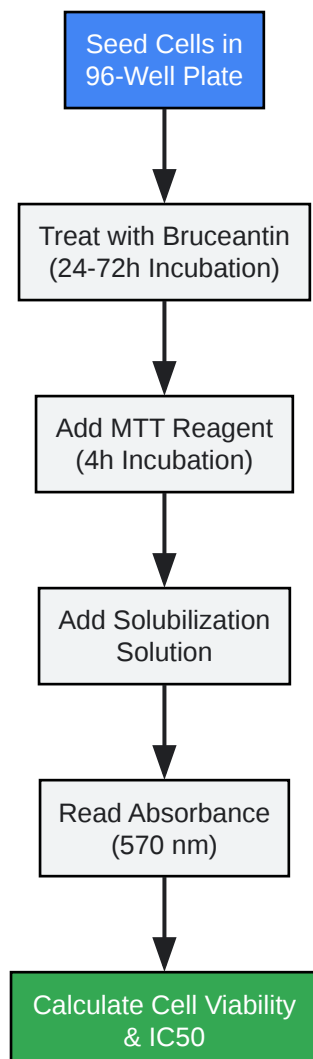 Seed Cells in
96-Well Plate
Treat with Bruceantin
(24-72h Incubation)
Add MTT Reagent
(4h Incubation)
Add Solubilization
Solution
Read Absorbance
(570 nm)
Calculate Cell Viability
& IC50